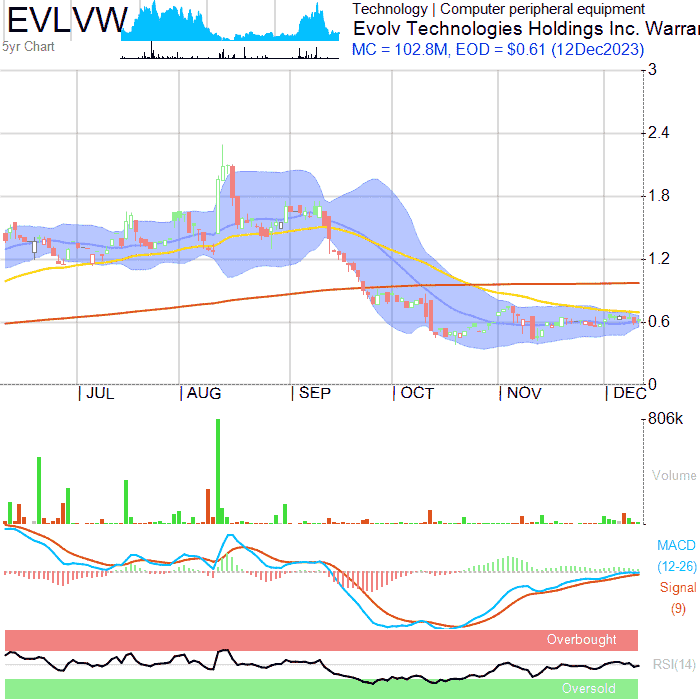 EVLVW
5yr Chart
Technology | Computer peripheral equipment
Evolv Technologies Holdings Inc. Warran
MC = 102.8M, EOD = $0.61 (12Dec2023)
3
2.4
1.8
1.2
0.6
0
JUL
AUG
SEP
OCT
NOV
DEC
806k
Volume
MACD
(12-26)
Signal
(9)
Overbought
RSI(14)
Oversold